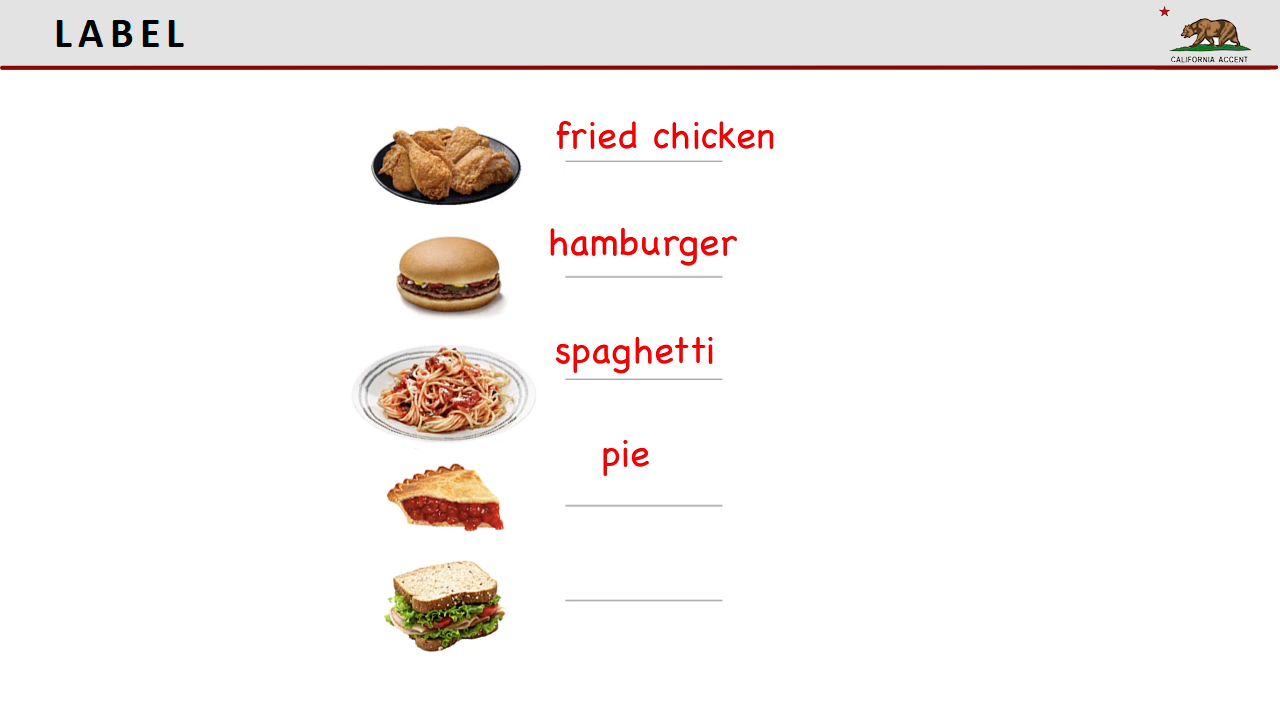 LABEL
CALIFORNIA ACCENT
fried chicken
hamburger
spaghetti
pie